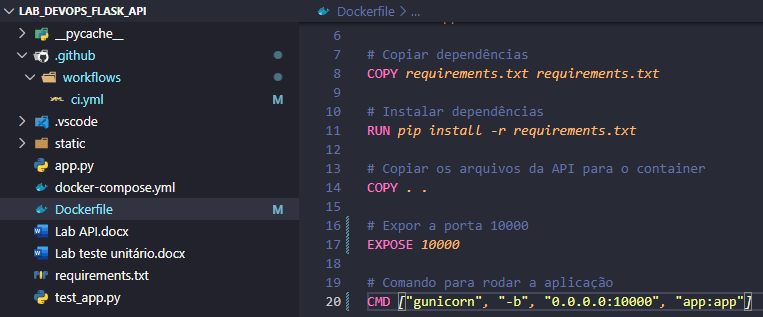 LAB_DEVOPS_FLASK_API
__pycache__
.github
workflows
ci.yml M
.vscode
static
app.py
docker-compose.yml
Dockerfile M
Lab API.docx
Lab teste unitário.docx
requirements.txt
test_app.py
Dockerfile > ...
6
7 # Copiar dependências
8 COPY requirements.txt requirements.txt
9
10 # Instalar dependências
11 RUN pip install -r requirements.txt
12
13 # Copiar os arquivos da API para o container
14 COPY . .
15
16 # Expor a porta 10000
17 EXPOSE 10000
18
19 # Comando para rodar a aplicação
20 CMD ["gunicorn", "-b", "0.0.0.0:10000", "app:app"]